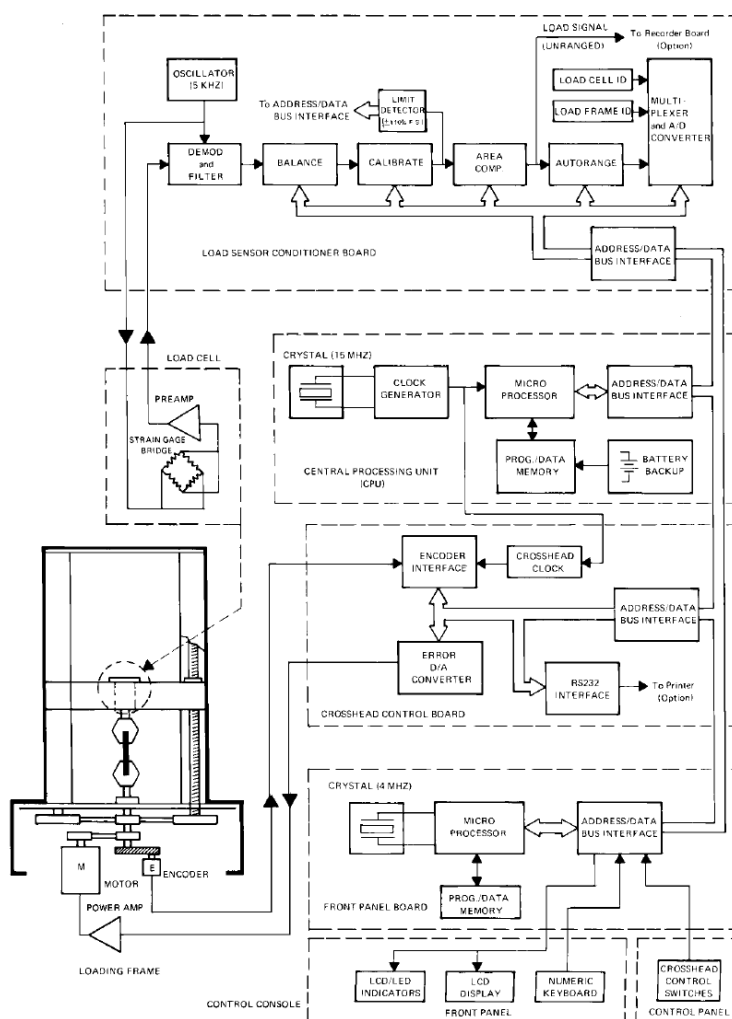 LOAD SIGNAL
(UNRANGED)
To Recorder Board
(Option)
OSCILLATOR
(5 KHZ)
To ADDRESS/DATA
BUS INTERFACE
LIMIT
DETECTOR
LOAD CELL ID
LOAD FRAME ID
MULTI-
PLEXER
and A/D
CONVERTER
DEMOD
and
FILTER
BALANCE
CALIBRATE
AREA
COMP
AUTORANGE
LOAD SENSOR CONDITIONER BOARD
ADDRESS/DATA
BUS INTERFACE
LOAD CELL
PREAMP
STRAIN GAGE
BRIDGE
CRYSTAL (15 MHZ)
CLOCK
GENERATOR
MICRO
PROCESSOR
ADDRESS/DATA
BUS INTERFACE
CENTRAL PROCESSING UNIT
(CPU)
PROG./DATA
MEMORY
BATTERY
BACKUP
ENCODER
INTERFACE
CROSSHEAD
CLOCK
ADDRESS/DATA
BUS INTERFACE
ERROR
D/A
CONVERTER
RS232
INTERFACE
To Printer
(Option)
CROSSHEAD CONTROL BOARD
CRYSTAL (4 MHZ)
MICRO
PROCESSOR
ADDRESS/DATA
BUS INTERFACE
FRONT PANEL BOARD
PROG./DATA
MEMORY
M
E
ENCODER
MOTOR
POWER AMP
LOADING FRAME
LCD/LED
INDICATORS
LCD
DISPLAY
NUMERIC
KEYBOARD
CROSSHEAD
CONTROL
SWITCHES
CONTROL CONSOLE
FRONT PANEL
CONTROL PANEL